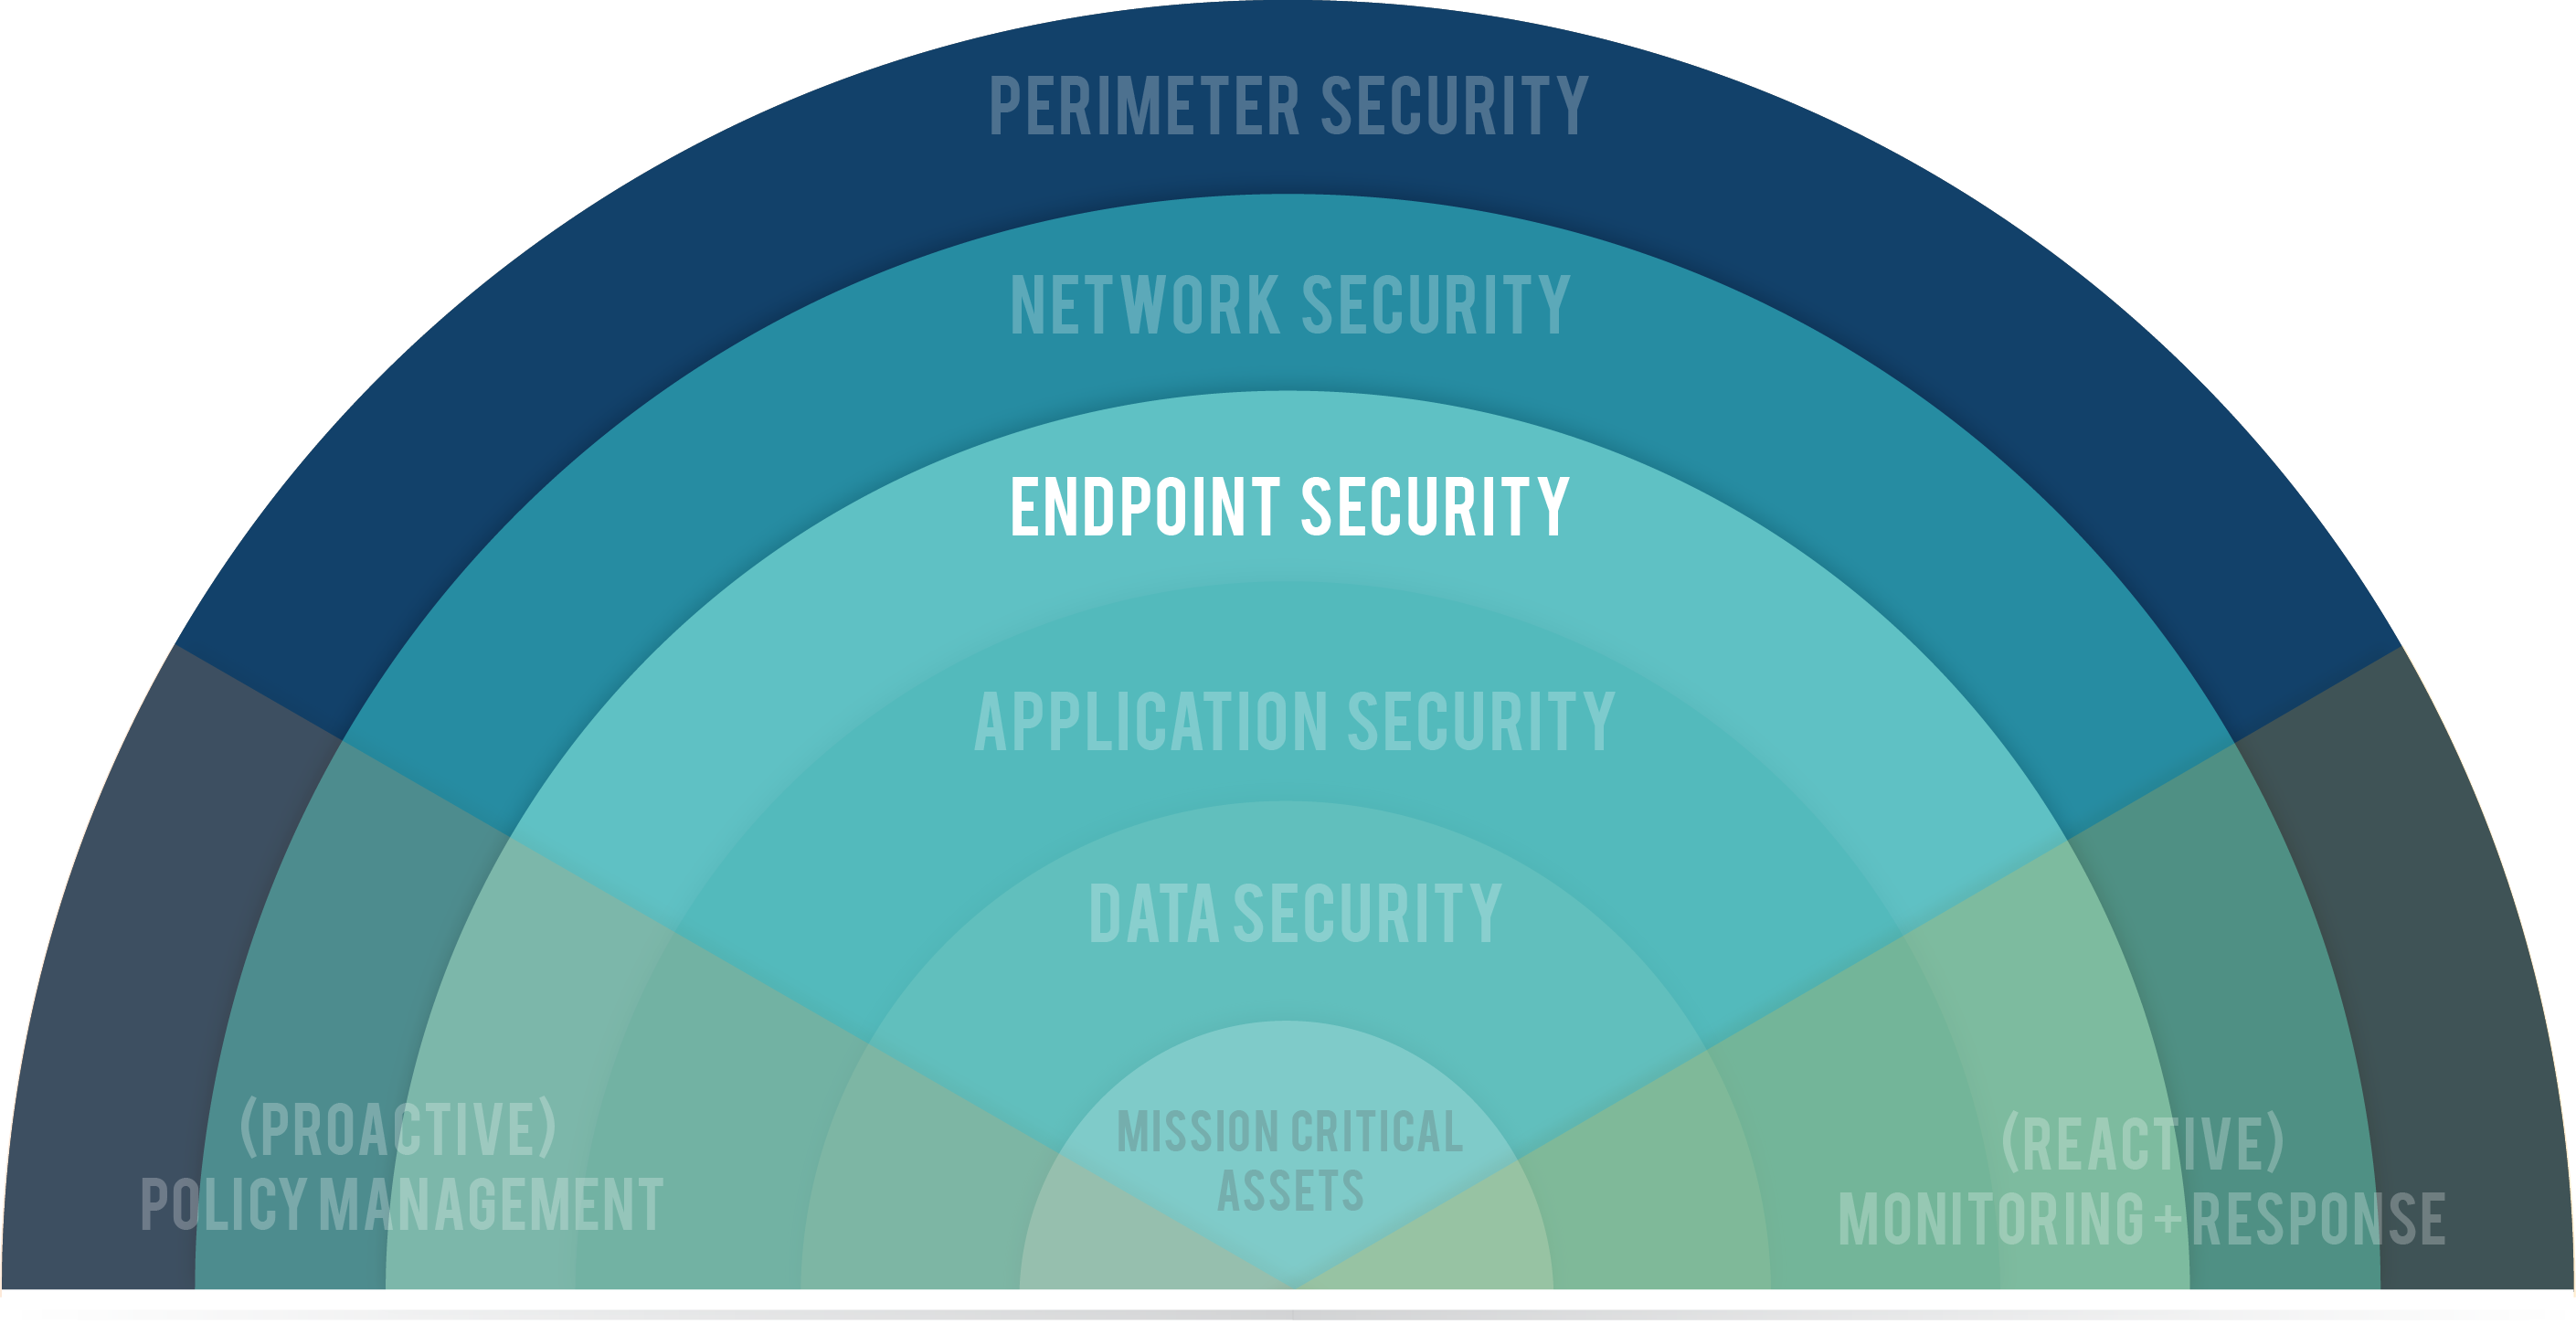 PERIMETER SECURITY
NETWORK SECURITY
ENDPOINT SECURITY
APPLICATION SECURITY
DATA SECURITY
MISSION CRITICAL
ASSETS
(PROACTIVE)
POLICY MANAGEMENT
(REACTIVE)
MONITORING + RESPONSE